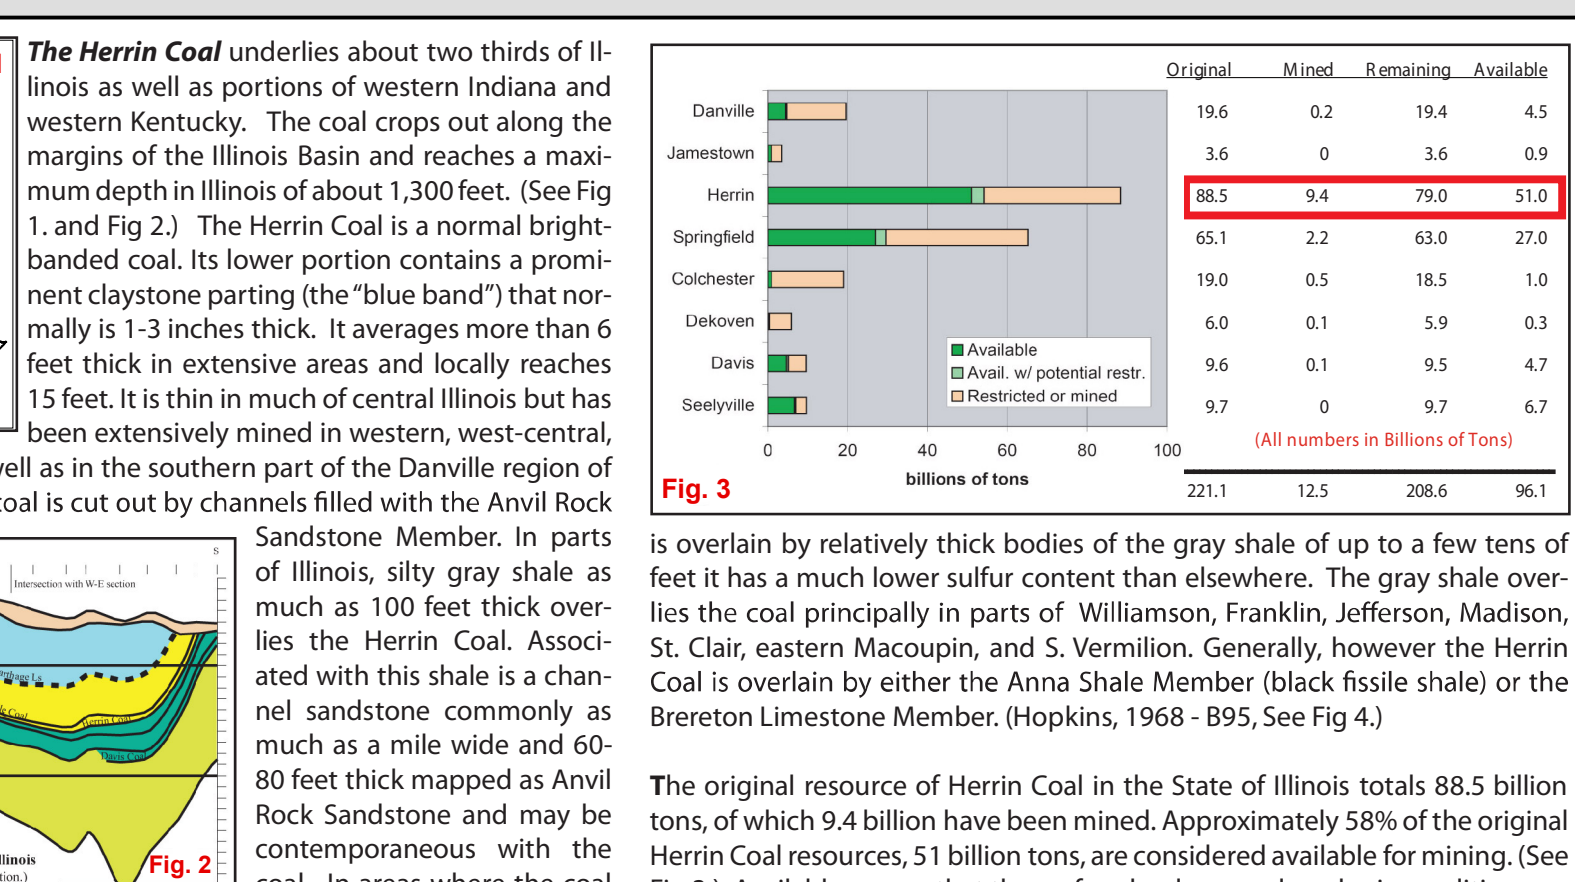 The Herrin Coal underlies about two thirds of Il-
linois as well as portions of western Indiana and
western Kentucky. The coal crops out along the
margins of the Illinois Basin and reaches a maxi-
mum depth in Illinois of about 1,300 feet. (See Fig
1. and Fig 2.) The Herrin Coal is a normal bright-
banded coal. Its lower portion contains a promi-
nent claystone parting (the “blue band”) that nor-
mally is 1-3 inches thick. It averages more than 6
feet thick in extensive areas and locally reaches
15 feet. It is thin in much of central Illinois but has
been extensively mined in western, west-central,
well as in the southern part of the Danville region of
coal is cut out by channels filled with the Anvil Rock
Sandstone Member. In parts
of Illinois, silty gray shale as
much as 100 feet thick over-
lies the Herrin Coal. Associ-
ated with this shale is a chan-
nel sandstone commonly as
much as a mile wide and 60-
80 feet thick mapped as Anvil
Rock Sandstone and may be
contemporaneous with the
coal. In areas where the coal
S
Intersection with W-E section
arthage Ls
le Coal
Herrin Coal
Davis Coal
llinois
tion.)
Fig. 2
Original Mined Remaining Available
Danville 19.6 0.2 19.4 4.5
Jamestown 3.6 0 3.6 0.9
Herrin 88.5 9.4 79.0 51.0
Springfield 65.1 2.2 63.0 27.0
Colchester 19.0 0.5 18.5 1.0
Dekoven 6.0 0.1 5.9 0.3
Davis 9.6 0.1 9.5 4.7
Seelyville 9.7 0 9.7 6.7
Available
Avail. w/ potential restr.
Restricted or mined
0 20 40 60 80 100
billions of tons
(All numbers in Billions of Tons)
Fig. 3
221.1 12.5 208.6 96.1
is overlain by relatively thick bodies of the gray shale of up to a few tens of
feet it has a much lower sulfur content than elsewhere. The gray shale over-
lies the coal principally in parts of Williamson, Franklin, Jefferson, Madison,
St. Clair, eastern Macoupin, and S. Vermilion. Generally, however the Herrin
Coal is overlain by either the Anna Shale Member (black fissile shale) or the
Brereton Limestone Member. (Hopkins, 1968 - B95, See Fig 4.)
The original resource of Herrin Coal in the State of Illinois totals 88.5 billion
tons, of which 9.4 billion have been mined. Approximately 58% of the original
Herrin Coal resources, 51 billion tons, are considered available for mining. (See